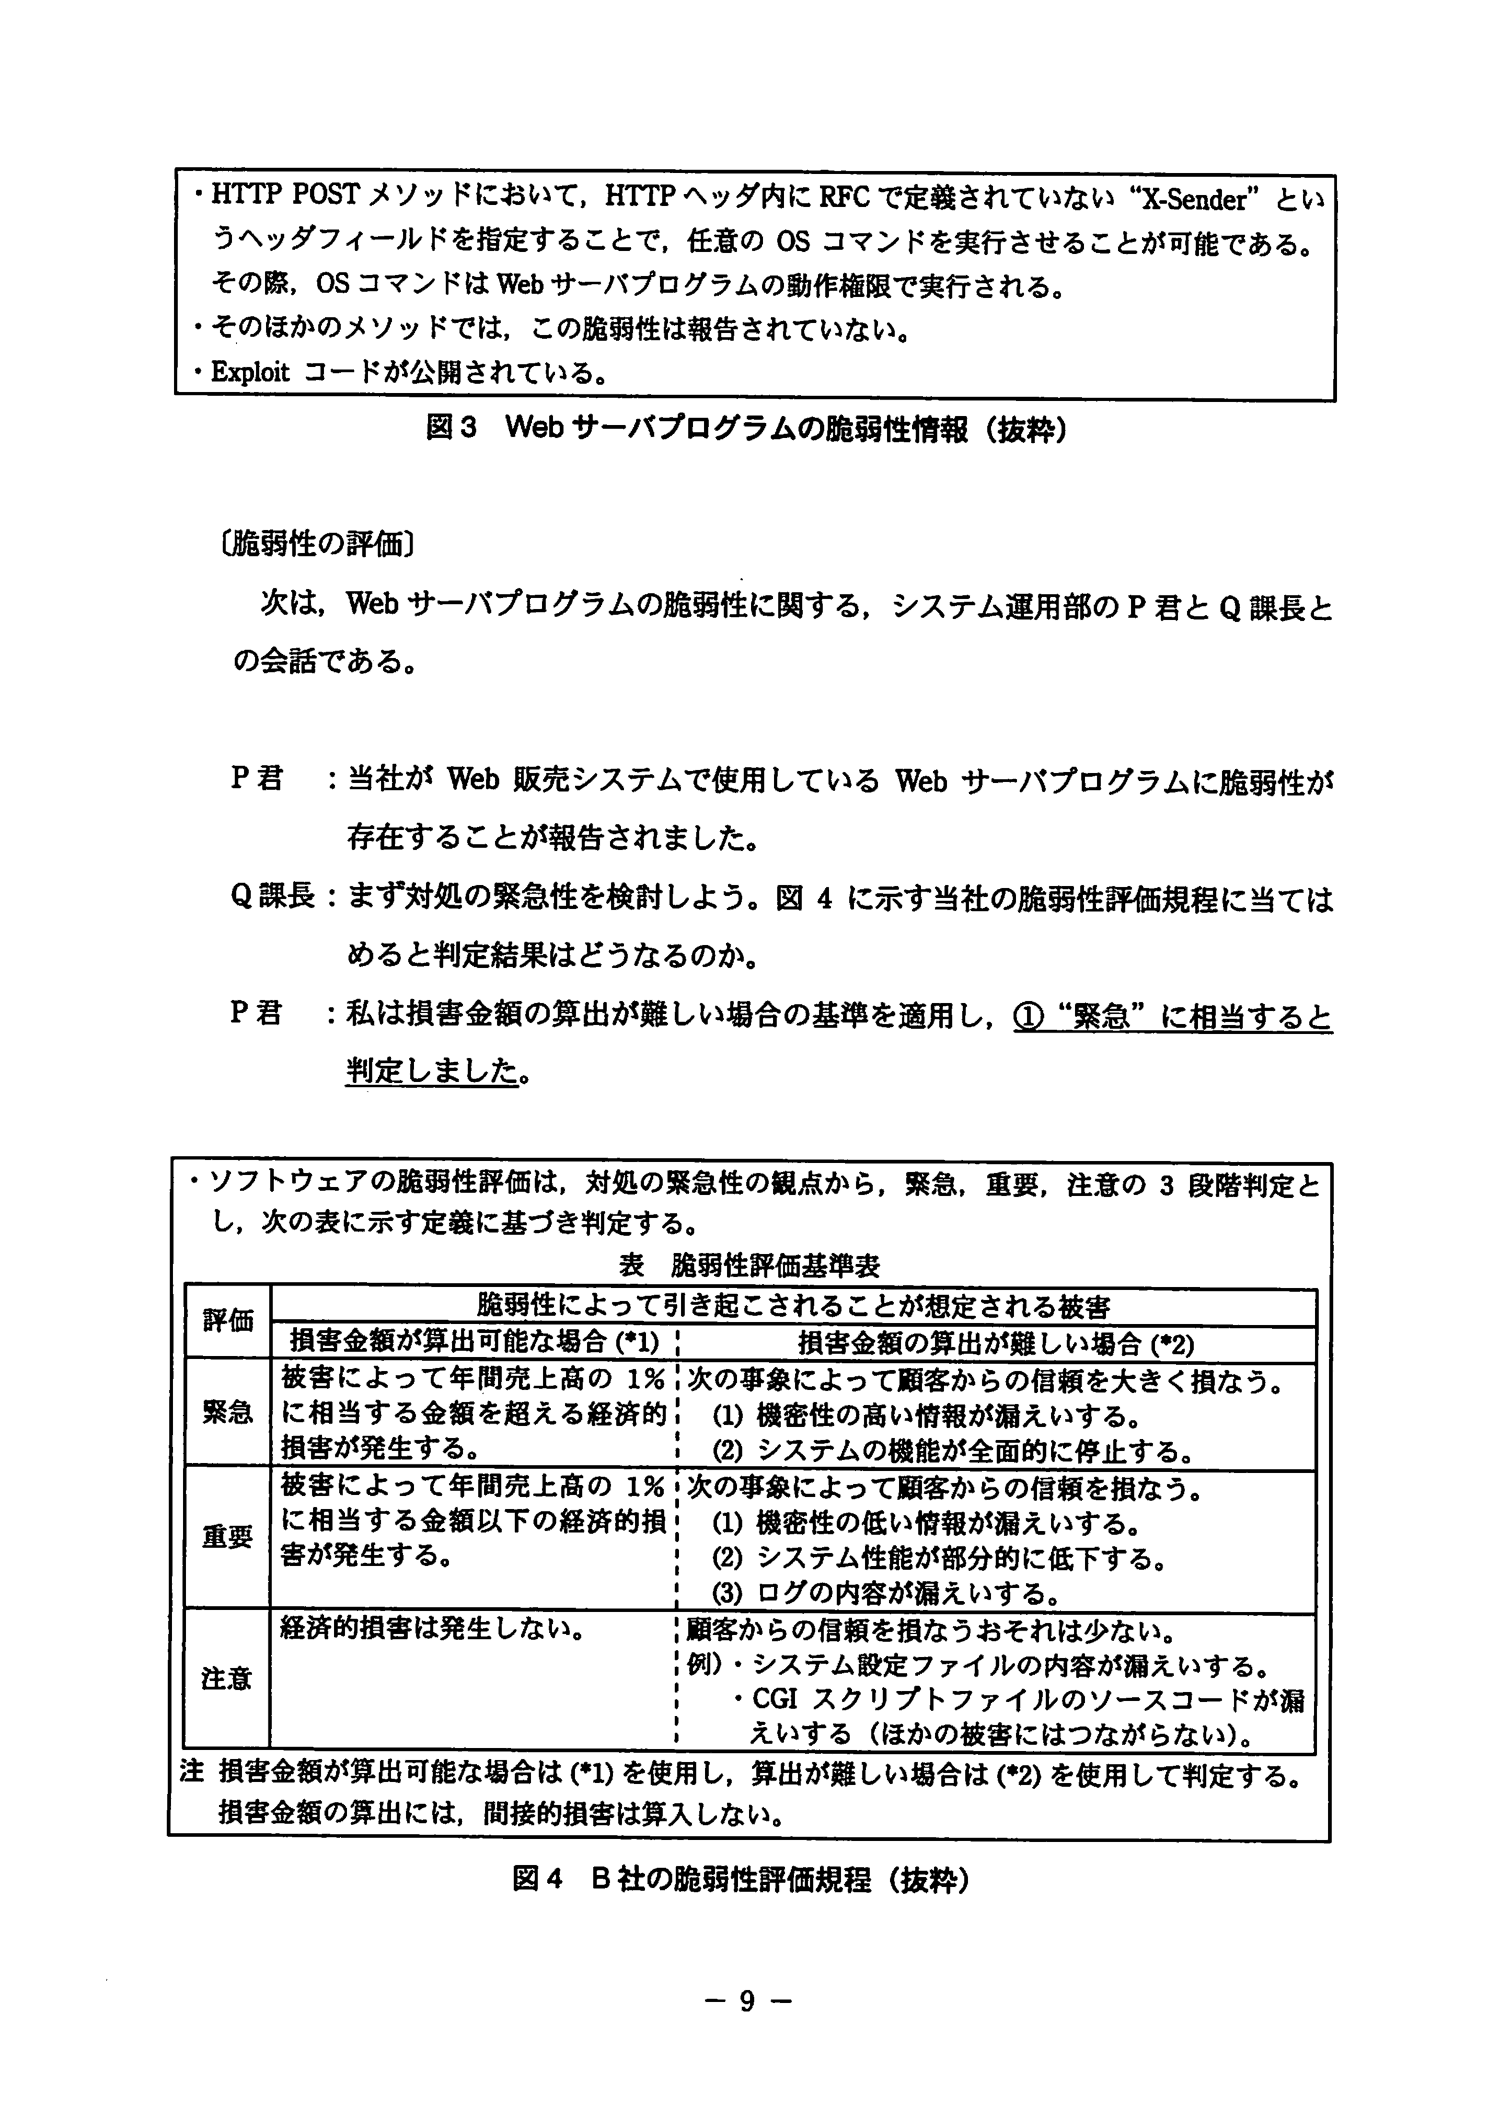 ・HTTP POST メソッドにおいて，HTTP ヘッダ内に RFC で定義されていない “X-Sender” とい
うヘッダフィールドを指定することで，任意の OS コマンドを実行させることが可能である。
その際，OS コマンドは Web サーバプログラムの動作権限で実行される。
・そのほかのメソッドでは，この脆弱性は報告されていない。
・Exploit コードが公開されている。
図3 Web サーバプログラムの脆弱性情報（抜粋）
〔脆弱性の評価〕
次は，Web サーバプログラムの脆弱性に関する，システム運用部の P 君と Q 課長と
の会話である。
P 君 ：当社が Web 販売システムで使用している Web サーバプログラムに脆弱性が
存在することが報告されました。
Q 課長：まず対処の緊急性を検討しよう。図 4 に示す当社の脆弱性評価規程に当ては
めると判定結果はどうなるのか。
P 君 ：私は損害金額の算出が難しい場合の基準を適用し，①“緊急” に相当すると
判定しました。
・ソフトウェアの脆弱性評価は，対処の緊急性の観点から，緊急，重要，注意の 3 段階判定と
し，次の表に示す定義に基づき判定する。
表 脆弱性評価基準表
評価
脆弱性によって引き起こされることが想定される被害
損害金額が算出可能な場合 (*1)
損害金額の算出が難しい場合 (*2)
緊急
被害によって年間売上高の 1%
に相当する金額を超える経済的
損害が発生する。
次の事象によって顧客からの信頼を大きく損なう。
(1) 機密性の高い情報が漏えいする。
(2) システムの機能が全面的に停止する。
重要
被害によって年間売上高の 1%
に相当する金額以下の経済的損
害が発生する。
次の事象によって顧客からの信頼を損なう。
(1) 機密性の低い情報が漏えいする。
(2) システム性能が部分的に低下する。
(3) ログの内容が漏えいする。
注意
経済的損害は発生しない。
顧客からの信頼を損なうおそれは少ない。
例）・システム設定ファイルの内容が漏えいする。
・CGI スクリプトファイルのソースコードが漏
えいする（ほかの被害にはつながらない）。
注 損害金額が算出可能な場合は (*1) を使用し，算出が難しい場合は (*2) を使用して判定する。
損害金額の算出には，間接的損害は算入しない。
図4 B 社の脆弱性評価規程（抜粋）
－ 9 －